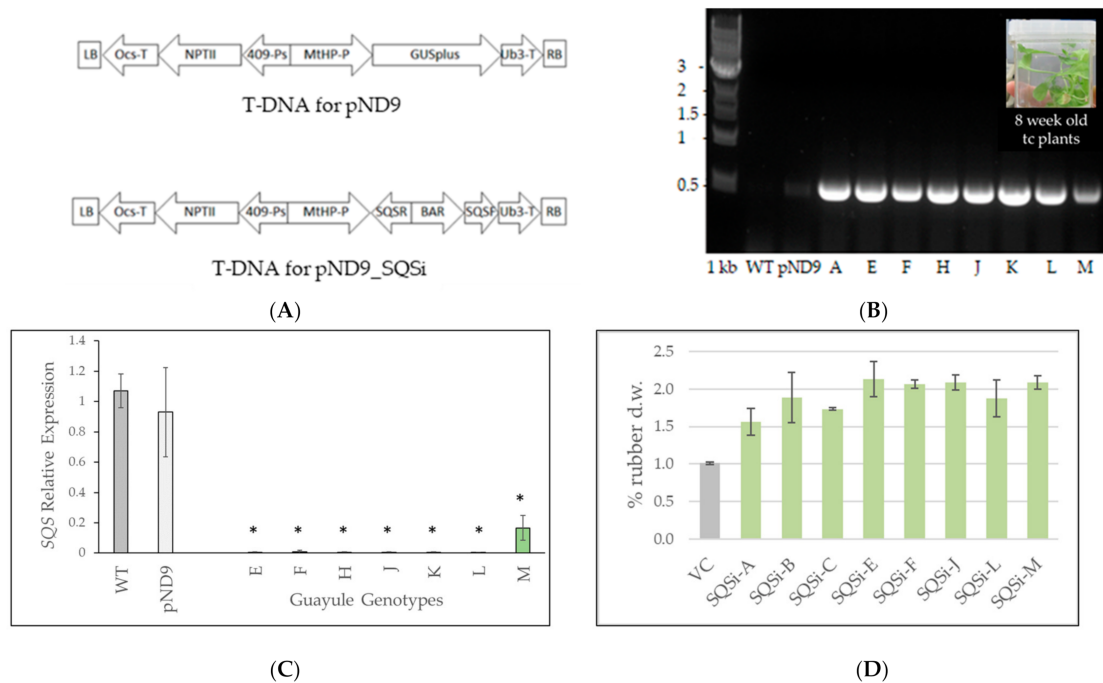 LB Ocs-T NPTII 409-Ps MtHP-P GUSplus Ub3-T RB
T-DNA for pND9
LB Ocs-T NPTII 409-Ps MtHP-P SQSR BAR SQSF Ub3-T RB
T-DNA for pND9_SQSi
(A)
3 -
2 -
1.5 -
1 -
0.5 -
8 week old
tc plants
1 kb WT pND9 A E F H J K L M
(B)
SQS Relative Expression
1.4
1.2
1
0.8
0.6
0.4
0.2
0
* * * * * * *
WT pND9 E F H J K L M
Guayule Genotypes
(C)
% rubber d.w.
2.5
2.0
1.5
1.0
0.5
0.0
VC SQSi-A SQSi-B SQSi-C SQSi-E SQSi-F SQSi-J SQSi-L SQSi-M
(D)